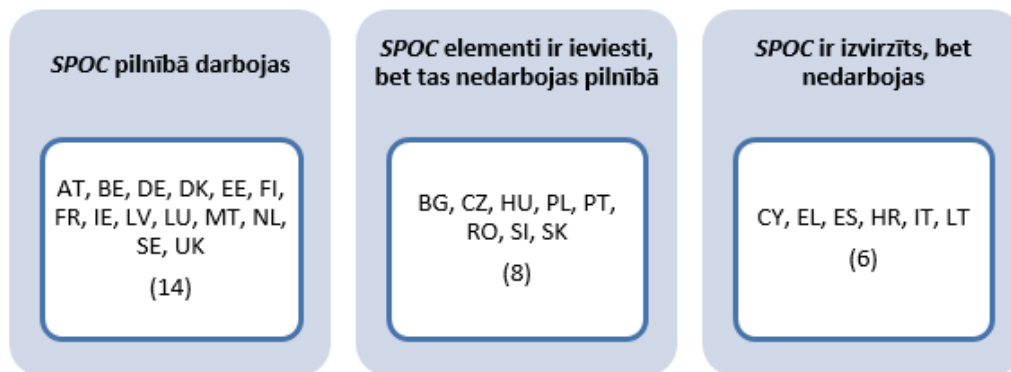 SPOC pilnībā darbojas
AT, BE, DE, DK, EE, FI,
FR, IE, LV, LU, MT, NL,
SE, UK
(14)
SPOC elementi ir ieviesti,
bet tas nedarbojas pilnībā
BG, CZ, HU, PL, PT,
RO, SI, SK
(8)
SPOC ir izvirzīts, bet
nedarbojas
CY, EL, ES, HR, IT, LT
(6)